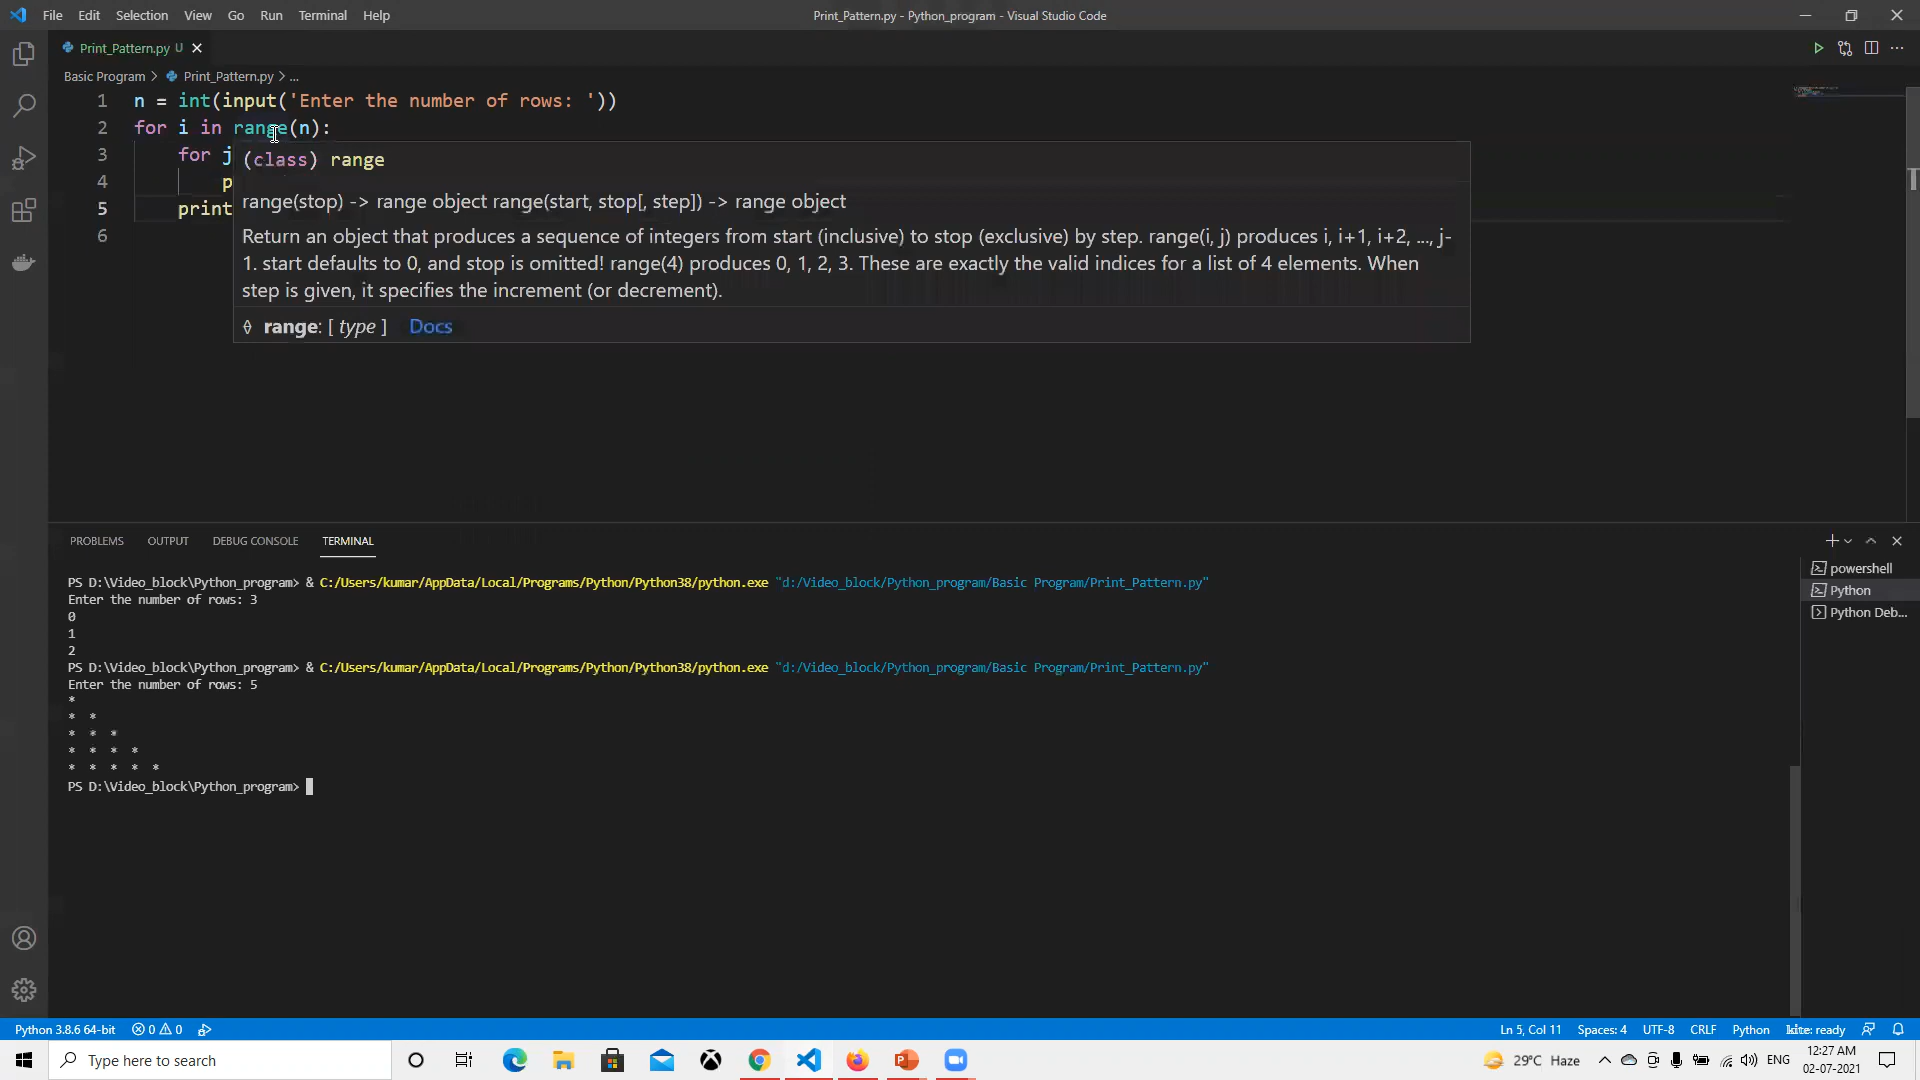 File Edit Selection View Go Run Terminal Help
Print_Pattern.py - Python_program - Visual Studio Code
Print_Pattern.py U
Basic Program > Print_Pattern.py > ...
1 n = int(input('Enter the number of rows: '))
2 for i in range(n):
3 for j
4 p
5 print
6
(class) range
range(stop) -> range object range(start, stop[, step]) -> range object
Return an object that produces a sequence of integers from start (inclusive) to stop (exclusive) by step. range(i, j) produces i, i+1, i+2, ..., j-
1. start defaults to 0, and stop is omitted! range(4) produces 0, 1, 2, 3. These are exactly the valid indices for a list of 4 elements. When
step is given, it specifies the increment (or decrement).
range: [ type ] Docs
PROBLEMS OUTPUT DEBUG CONSOLE TERMINAL
PS D:\Video_block\Python_program> & C:/Users/kumar/AppData/Local/Programs/Python/Python38/python.exe "d:/Video_block/Python_program/Basic Program/Print_Pattern.py"
Enter the number of rows: 3
0
1
2
PS D:\Video_block\Python_program> & C:/Users/kumar/AppData/Local/Programs/Python/Python38/python.exe "d:/Video_block/Python_program/Basic Program/Print_Pattern.py"
Enter the number of rows: 5
*
* *
* * *
* * * *
* * * * *
PS D:\Video_block\Python_program>
powershell
Python
Python Deb...
Python 3.8.6 64-bit 0 0
Ln 5, Col 11 Spaces: 4 UTF-8 CRLF Python kite: ready
Type here to search
29°C Haze
ENG
12:27 AM
02-07-2021